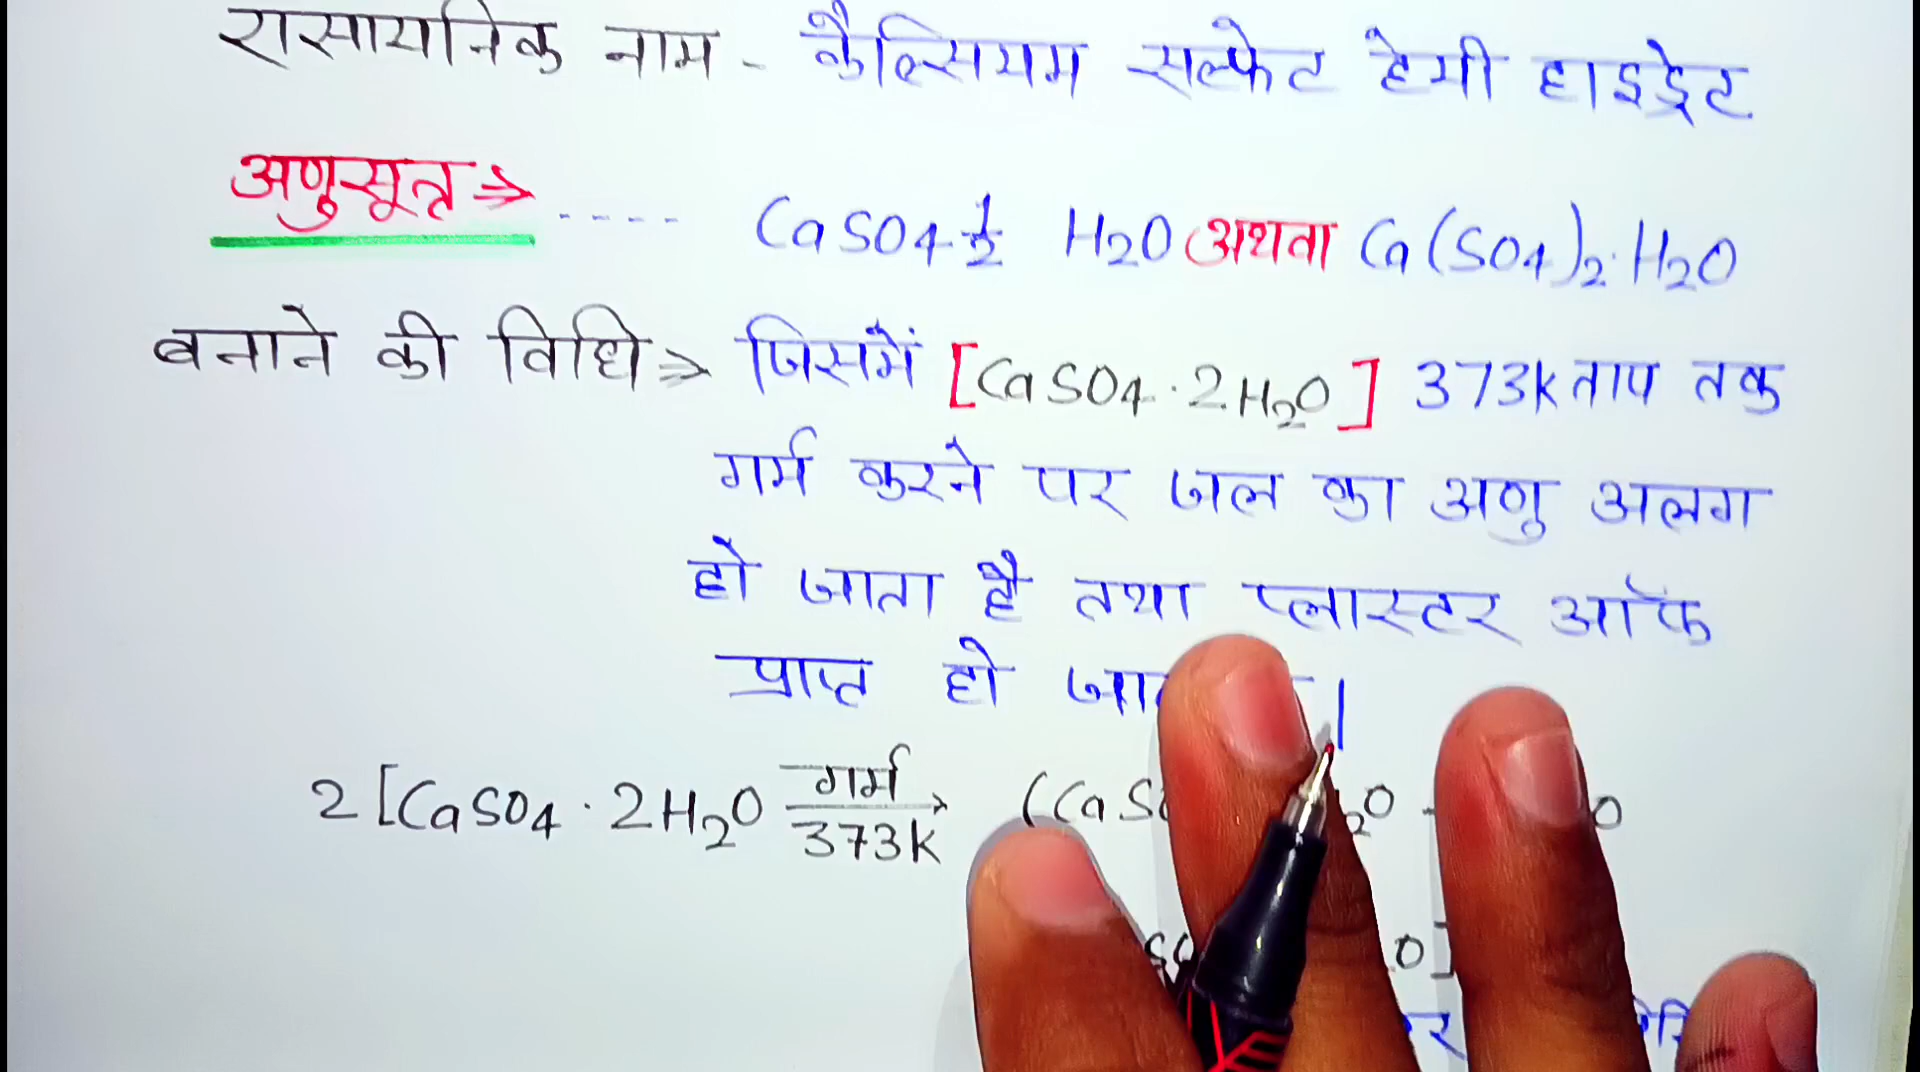 रासायनिक नाम - कैल्सियम सल्फेट हेमी हाइड्रेट
अणुसूत्र ⇒ ---- CaSO4 1/2 H2O अथवा Ca(SO4)2·H2O
बनाने की विधि ⇒ जिसमें [CaSO4·2H2O] 373k ताप तक
गर्म करने पर जल का अणु अलग
हो जाता है तथा प्लास्टर ऑफ
प्राप्त हो
2[CaSO4·2H2O गर्म/373K → (CaS